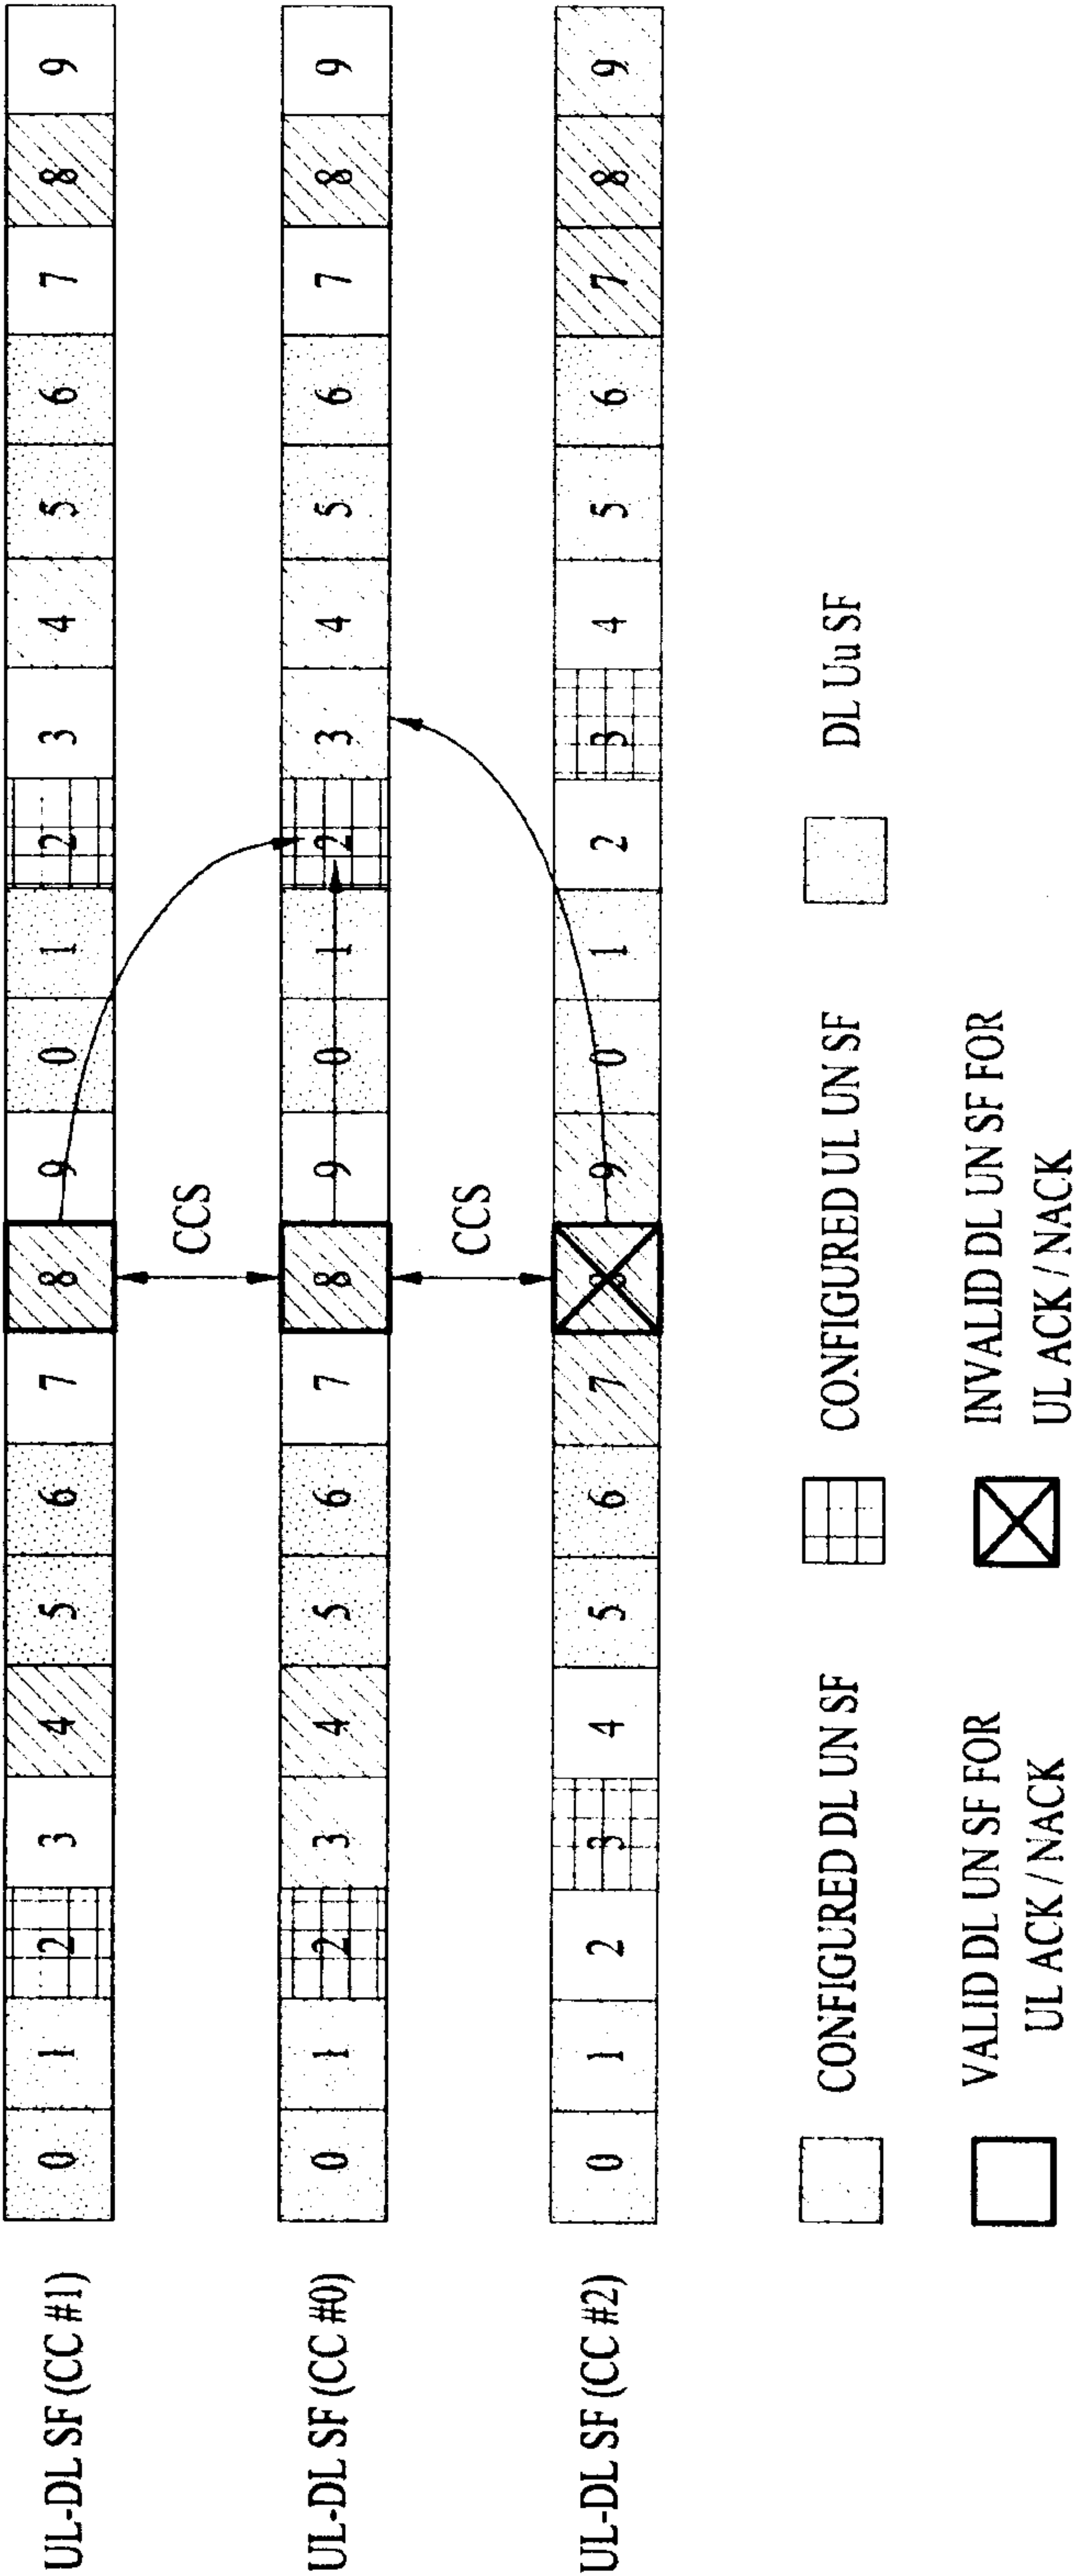 UL-DL SF (CC #1)
0 1 2 3 4 5 6 7 8 9 0 1 2 3 4 5 6 7 8 9
CCS
UL-DL SF (CC #0)
0 1 2 3 4 5 6 7 8 9 0 1 2 3 4 5 6 7 8 9
CCS
UL-DL SF (CC #2)
0 1 2 3 4 5 6 7 8 9 0 1 2 3 4 5 6 7 8 9
CONFIGURED DL UN SF
CONFIGURED UL UN SF
DL Uu SF
VALID DL UN SF FOR
UL ACK / NACK
INVALID DL UN SF FOR
UL ACK / NACK